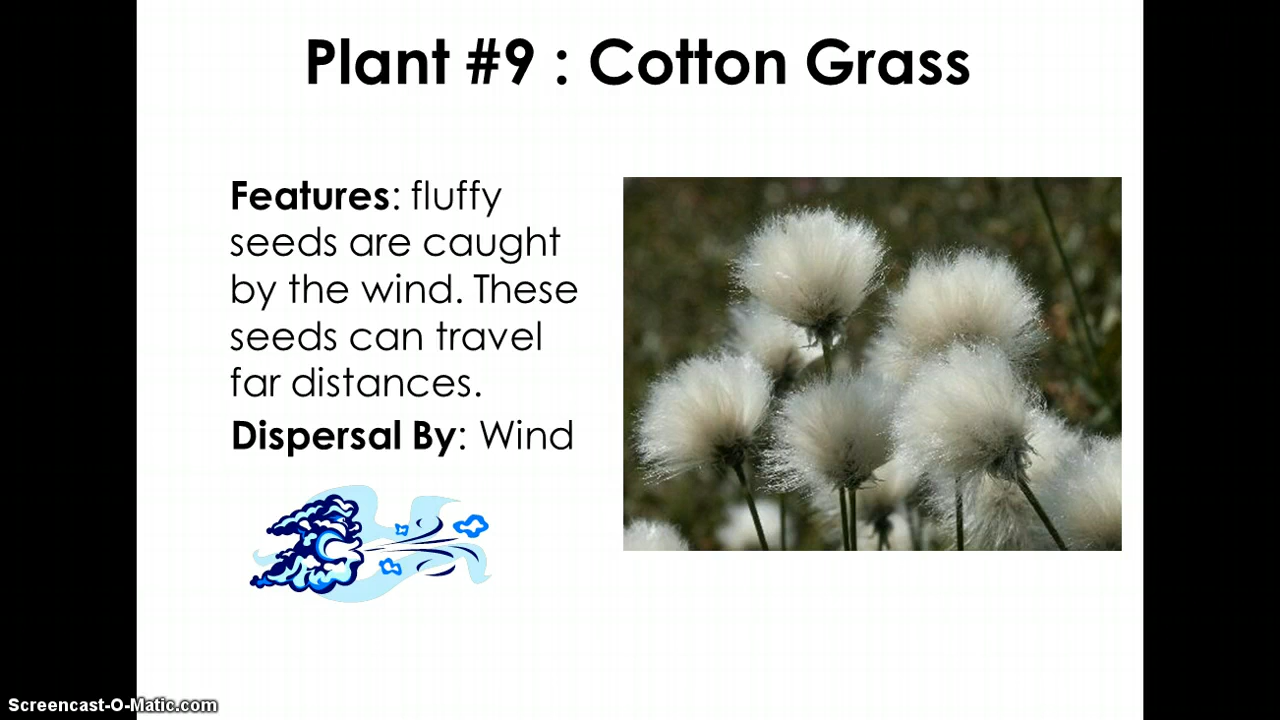 Plant #9 : Cotton Grass
Features: fluffy
seeds are caught
by the wind. These
seeds can travel
far distances.
Dispersal By: Wind
Screencast-O-Matic.com